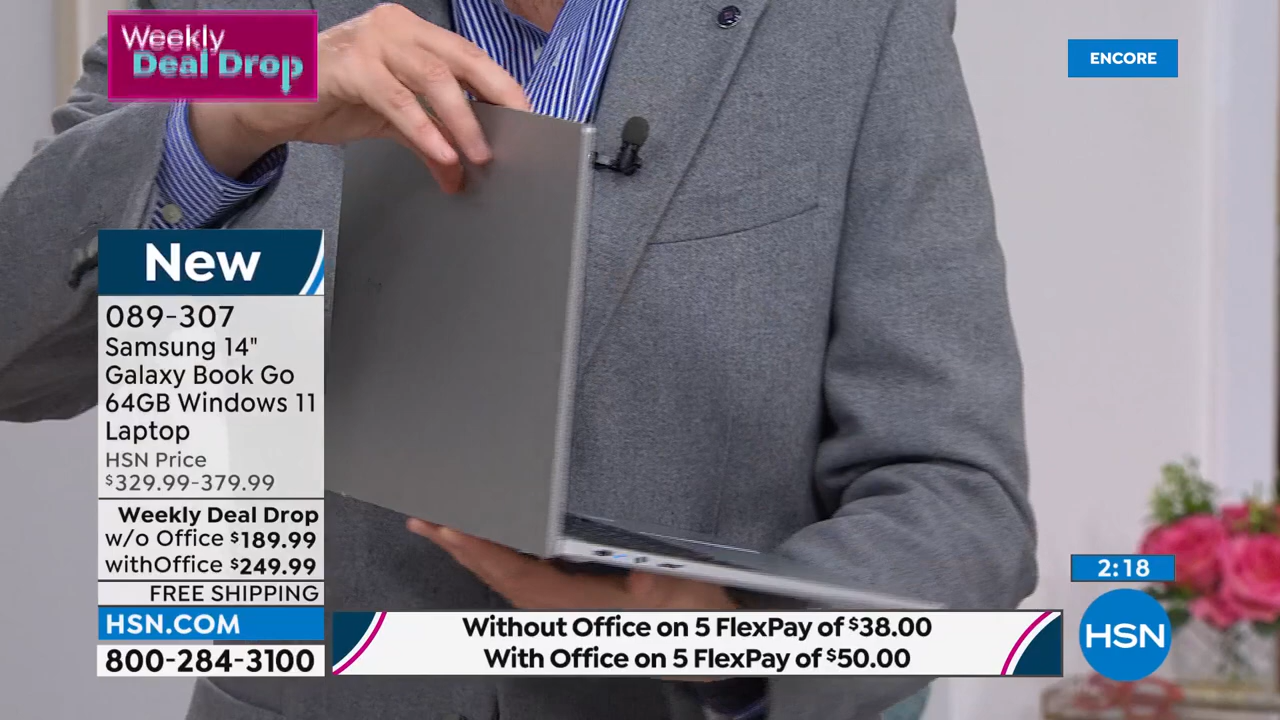 Weekly
Deal Drop
ENCORE
New
089-307
Samsung 14"
Galaxy Book Go
64GB Windows 11
Laptop
HSN Price
$329.99-379.99
Weekly Deal Drop
w/o Office $189.99
withOffice $249.99
FREE SHIPPING
HSN.COM
800-284-3100
Without Office on 5 FlexPay of $38.00
With Office on 5 FlexPay of $50.00
2:18
HSN